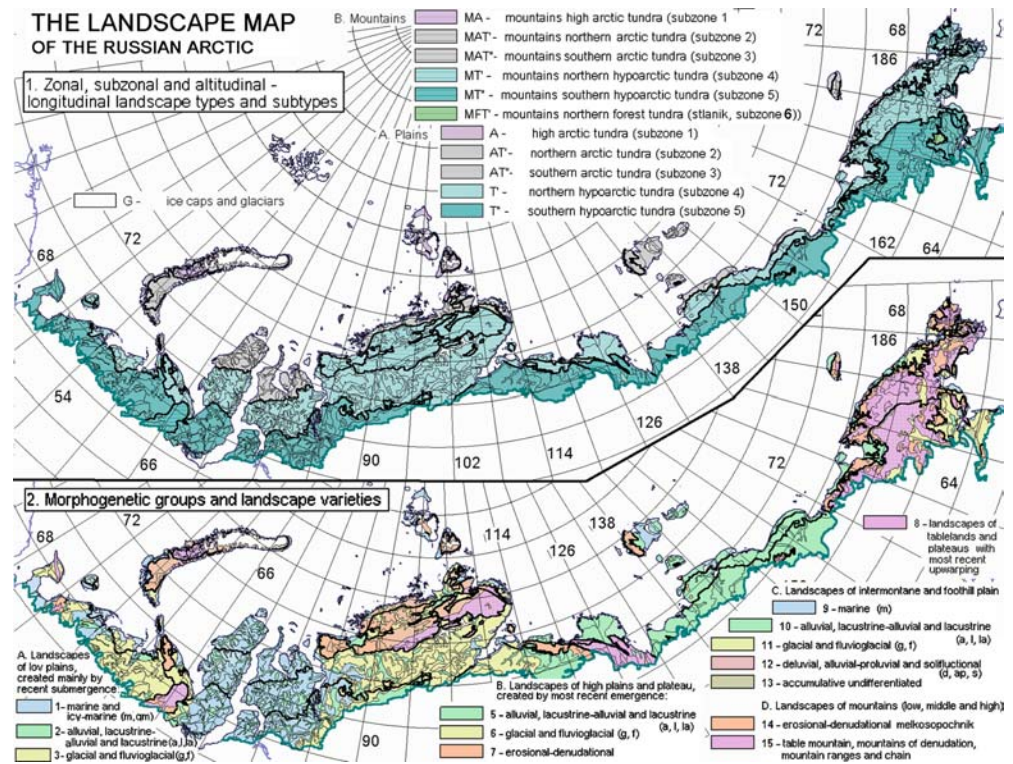 THE LANDSCAPE MAP
OF THE RUSSIAN ARCTIC
1. Zonal, subzonal and altitudinal -
- longitudinal landscape types and subtypes
B. Mountains
MA - mountains high arctic tundra (subzone 1
MAT'- mountains northern arctic tundra (subzone 2)
MAT"- mountains southern arctic tundra (subzone 3)
MT' - mountains northern hypoarctic tundra (subzone 4)
MT" - mountains southern hypoarctic tundra (subzone 5)
MFT' - mountains northern forest tundra (stlanik, subzone 6))
A. Plains
A - high arctic tundra (subzone 1)
AT'- northern arctic tundra (subzone 2)
AT"- southern arctic tundra (subzone 3)
T' - northern hypoarctic tundra (subzone 4)
T" - southern hypoarctic tundra (subzone 5)
G - ice caps and glaciars
72
68
186
72
68
72
162
64
150
138
54
126
114
66
90
102
2. Morphogenetic groups and landscape varieties
68
186
72
64
72
138
114
126
68
66
90
8 - landscapes of
tablelands and
plateaus with
most recent
upwarping
A. Landscapes
of lov plains,
created mainly by
recent submergence:
1- marine and
icy-marine (m,gm)
2- alluvial, lacustrine-
alluvial and lacustrine(a,l,la)
3- glacial and fluvioglacial(g,f)
B. Landscapes of high plains and plateau,
created by most recent emergence:
5 - alluvial, lacustrine-alluvial and lacustrine
(a, l, la)
6 - glacial and fluvioglacial (g, f)
7 - erosional-denudational
C. Landscapes of intermontane and foothill plain
9 - marine (m)
10 - alluvial, lacustrine-alluvial and lacustrine
(a, l, la)
11 - glacial and fluvioglacial (g, f)
12 - deluvial, alluvial-proluvial and solifluctional
(d, ap, s)
13 - accumulative undifferentiated
D. Landscapes of mountains (low, middle and high)
14 - erosional-denudational melkosopochnik
15 - table mountain, mountains of denudation,
mountain ranges and chain